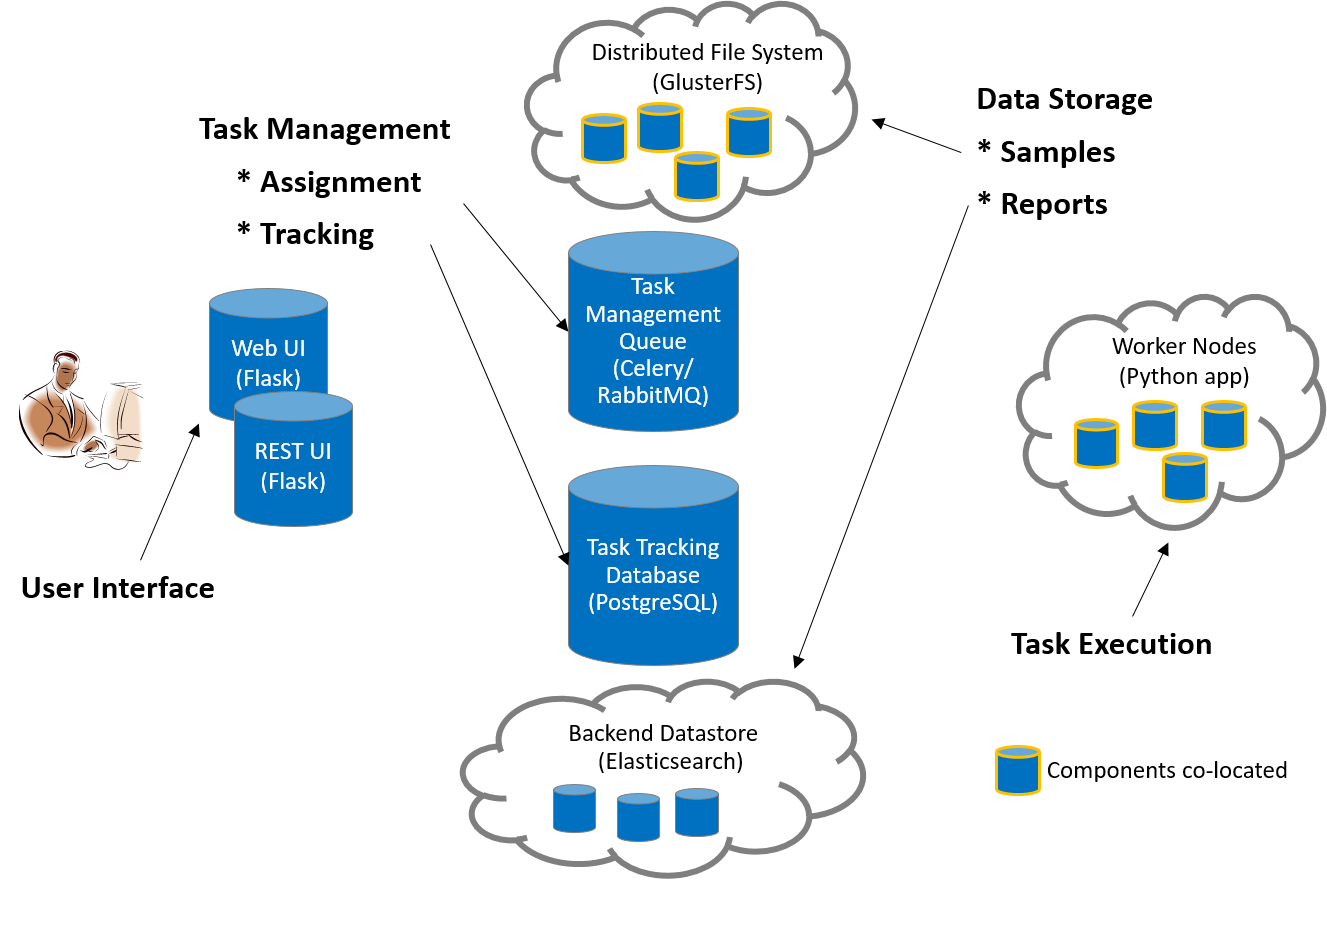 Distributed File System
(GlusterFS)
Data Storage
* Samples
* Reports
Task Management
* Assignment
* Tracking
Task
Management
Queue
(Celery/
RabbitMQ)
Web UI
(Flask)
REST UI
(Flask)
Worker Nodes
(Python app)
Task Tracking
Database
(PostgreSQL)
User Interface
Task Execution
Backend Datastore
(Elasticsearch)
Components co-located